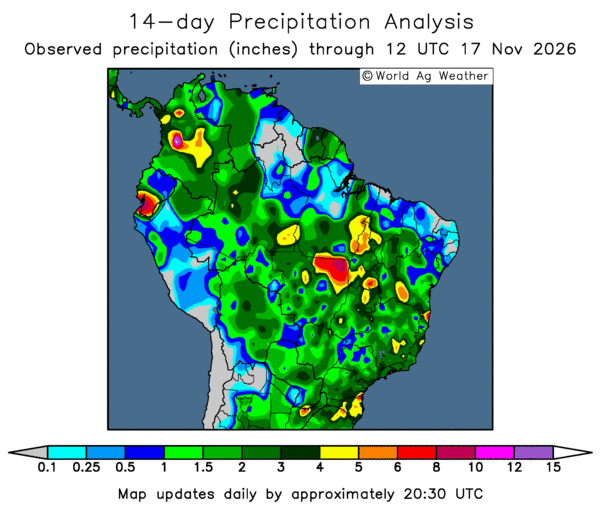 14-day Precipitation Analysis
Observed precipitation (inches) through 12 UTC 17 Nov 2026
© World Ag Weather
0.1 0.25 0.5 1 1.5 2 3 4 5 6 8 10 12 15
Map updates daily by approximately 20:30 UTC